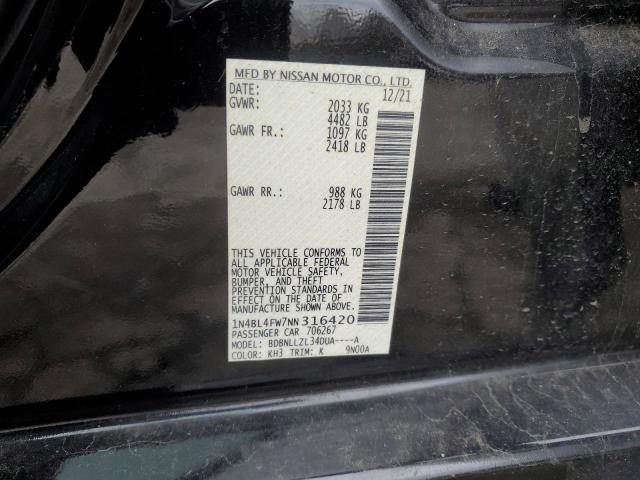 MFD BY NISSAN MOTOR CO., LTD.
DATE: 12/21
GVWR: 2033 KG
4482 LB
GAWR FR.: 1097 KG
2418 LB
GAWR RR.: 988 KG
2178 LB
THIS VEHICLE CONFORMS TO
ALL APPLICABLE FEDERAL
MOTOR VEHICLE SAFETY,
BUMPER, AND THEFT
PREVENTION STANDARDS
IN EFFECT ON THE DATE OF
MANUFACTURE SHOWN ABOVE.
1N4BL4FW7NN316420
PASSENGER CAR 706267
MODEL: BDBNLLZL34DUA----A
COLOR: KH3 TRIM: K 9N00A